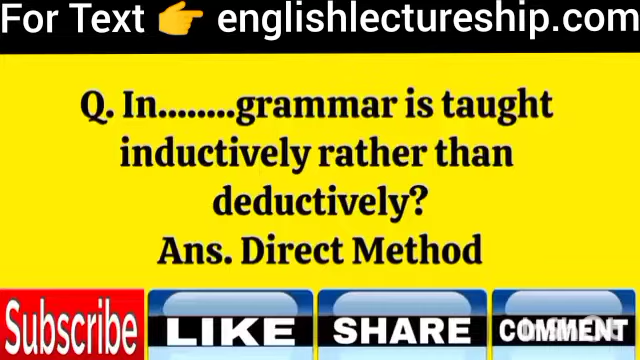 For Text 👉 englishlectureship.com
Q. In........grammar is taught
inductively rather than
deductively?
Ans. Direct Method
Subscribe LIKE SHARE COMMENT